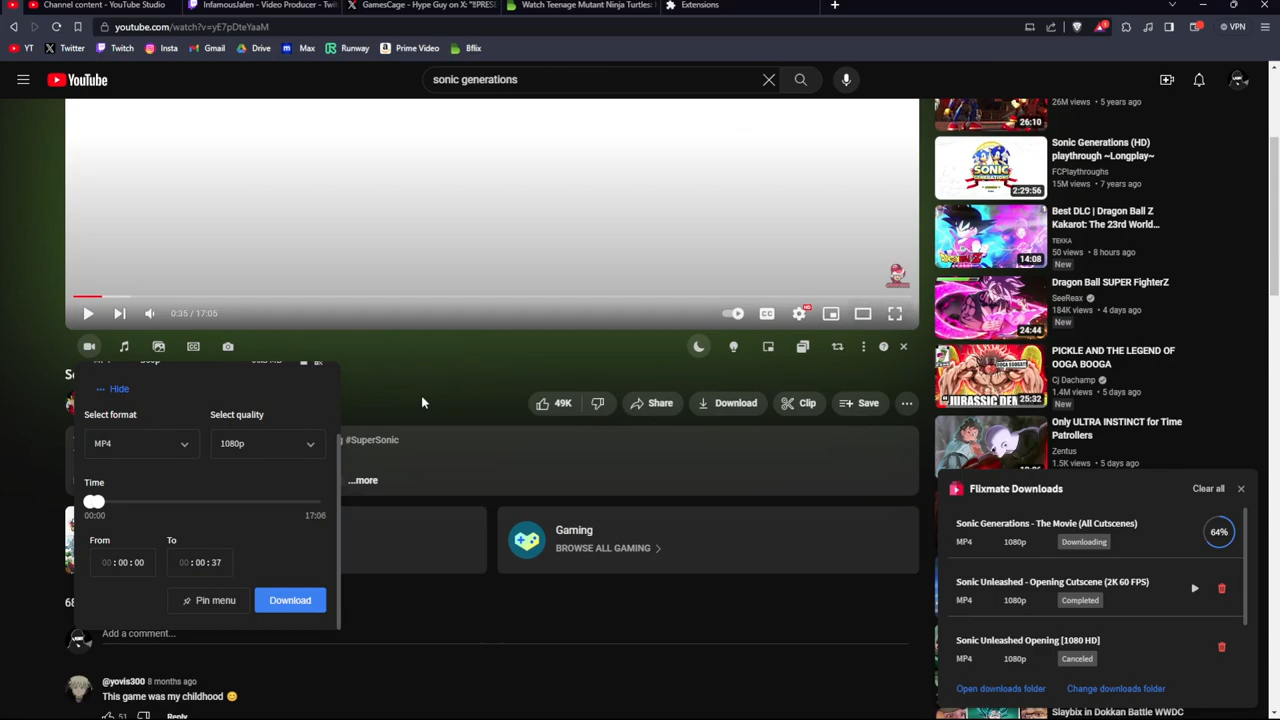 Channel content - YouTube Studio
InfamousJalen - Video Producer - Twit
GamesCage - Hype Guy on X: "8PRES
Watch Teenage Mutant Ninja Turtles:
Extensions
youtube.com/watch?v=yE7pDteYaaM
VPN
YT
Twitter
Twitch
Insta
Gmail
Drive
Max
Runway
Prime Video
Bflix
YouTube
sonic generations
0:35 / 17:05
CC
HD
Hide
Select format
Select quality
MP4
1080p
Time
00:00
17:06
From
To
00 : 00 : 00
00 : 00 : 37
Pin menu
Download
49K
Share
Download
Clip
Save
#SuperSonic
...more
Gaming
BROWSE ALL GAMING
Add a comment...
@yovis300 8 months ago
This game was my childhood 😊
51
Reply
26M views • 5 years ago
26:10
Sonic Generations (HD)
playthrough ~Longplay~
FCPlaythroughs
15M views • 7 years ago
SONIC
GENERATIONS
2:29:56
Best DLC | Dragon Ball Z
Kakarot: The 23rd World...
TEKKA
50 views • 8 hours ago
New
14:08
Dragon Ball SUPER FighterZ
SeeReax
184K views • 4 days ago
New
24:44
PICKLE AND THE LEGEND OF
OOGA BOOGA
Cj Dachamp
1.4M views • 5 days ago
New
25:32
Only ULTRA INSTINCT for Time
Patrollers
Zentus
1.5K views • 5 days ago
Flixmate Downloads
Clear all
Sonic Generations - The Movie (All Cutscenes)
MP4 1080p Downloading
64%
Sonic Unleashed - Opening Cutscene (2K 60 FPS)
MP4 1080p Completed
Sonic Unleashed Opening [1080 HD]
MP4 1080p Canceled
Open downloads folder
Change downloads folder
Slaybix in Dokkan Battle WWDC